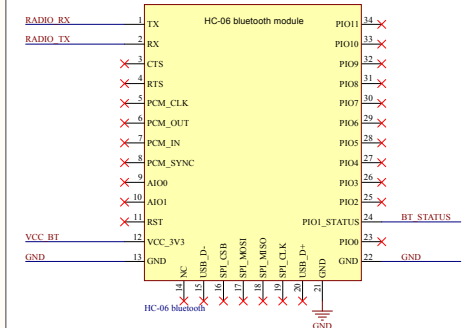 HC-06 bluetooth module
RADIO_RX 1 TX PIO11 34
RADIO_TX 2 RX PIO10 33
3 CTS PIO9 32
4 RTS PIO8 31
5 PCM_CLK PIO7 30
6 PCM_OUT PIO6 29
7 PCM_IN PIO5 28
8 PCM_SYNC PIO4 27
9 AIO0 PIO3 26
10 AIO1 PIO2 25
11 RST PIO1_STATUS 24 BT_STATUS
VCC_BT 12 VCC_3V3 PIO0 23
GND 13 GND GND 22 GND
NC USB_D- SPI_CSB SPI_MOSI SPI_MISO SPI_CLK USB_D+ GND
14 15 16 17 18 19 20 21
HC-06 bluetooth
GND